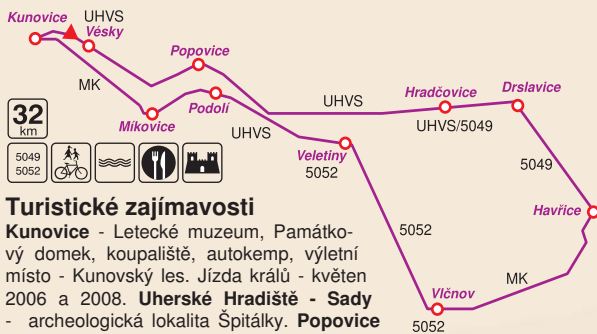 Kunovice
UHVS
Vésky
Popovice
MK
Podolí
Míkovice
UHVS
UHVS
Hradčovice
Drslavice
UHVS/5049
Veletiny
5052
5049
Havřice
5052
MK
Vlčnov
5052
32
km
5049
5052
Turistické zajímavosti
Kunovice - Letecké muzeum, Památko-
vý domek, koupaliště, autokemp, výletní
místo - Kunovský les. Jízda králů - květen
2006 a 2008. Uherské Hradiště - Sady
- archeologická lokalita Špitálky. Popovice